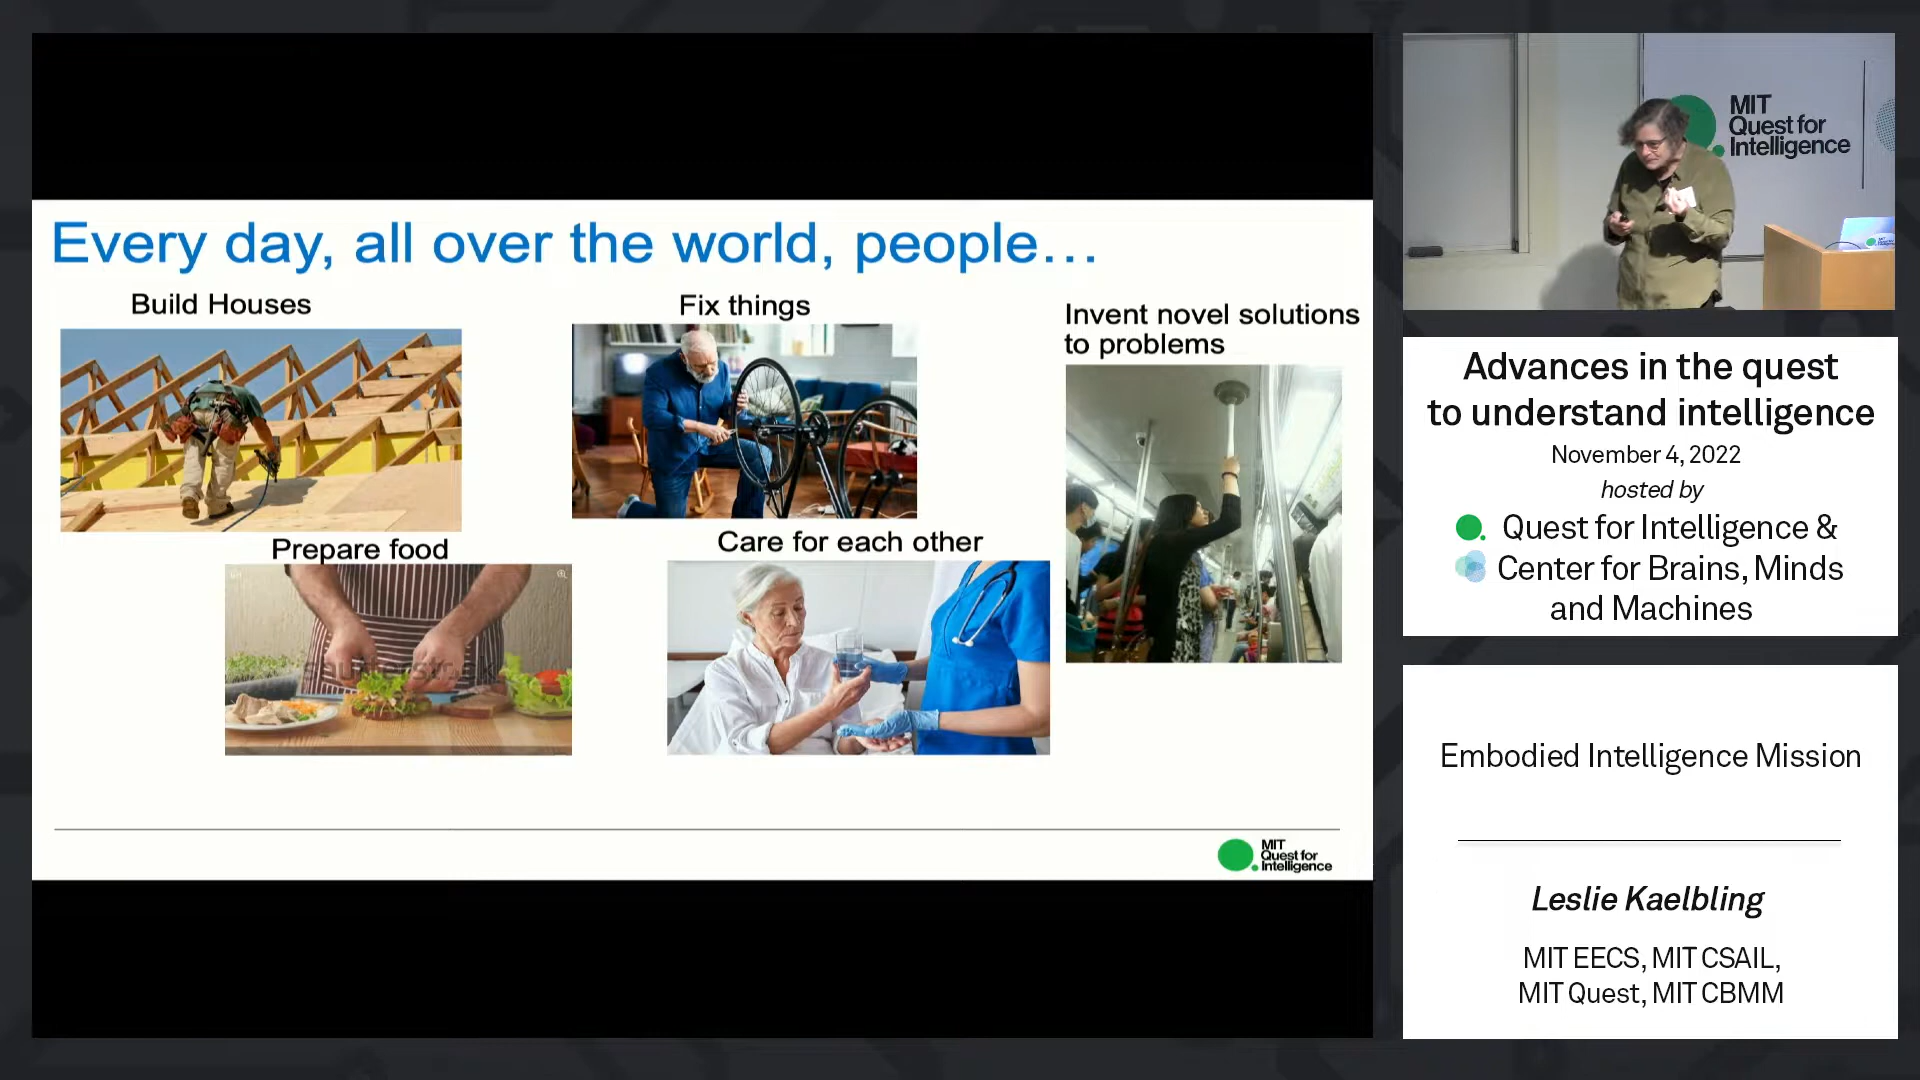 Every day, all over the world, people…
Build Houses
Fix things
Invent novel solutions
to problems
Prepare food
Care for each other
MIT
Quest for
Intelligence
MIT
Quest for
Intelligence
Advances in the quest
to understand intelligence
November 4, 2022
hosted by
Quest for Intelligence &
Center for Brains, Minds
and Machines
Embodied Intelligence Mission
Leslie Kaelbling
MIT EECS, MIT CSAIL,
MIT Quest, MIT CBMM